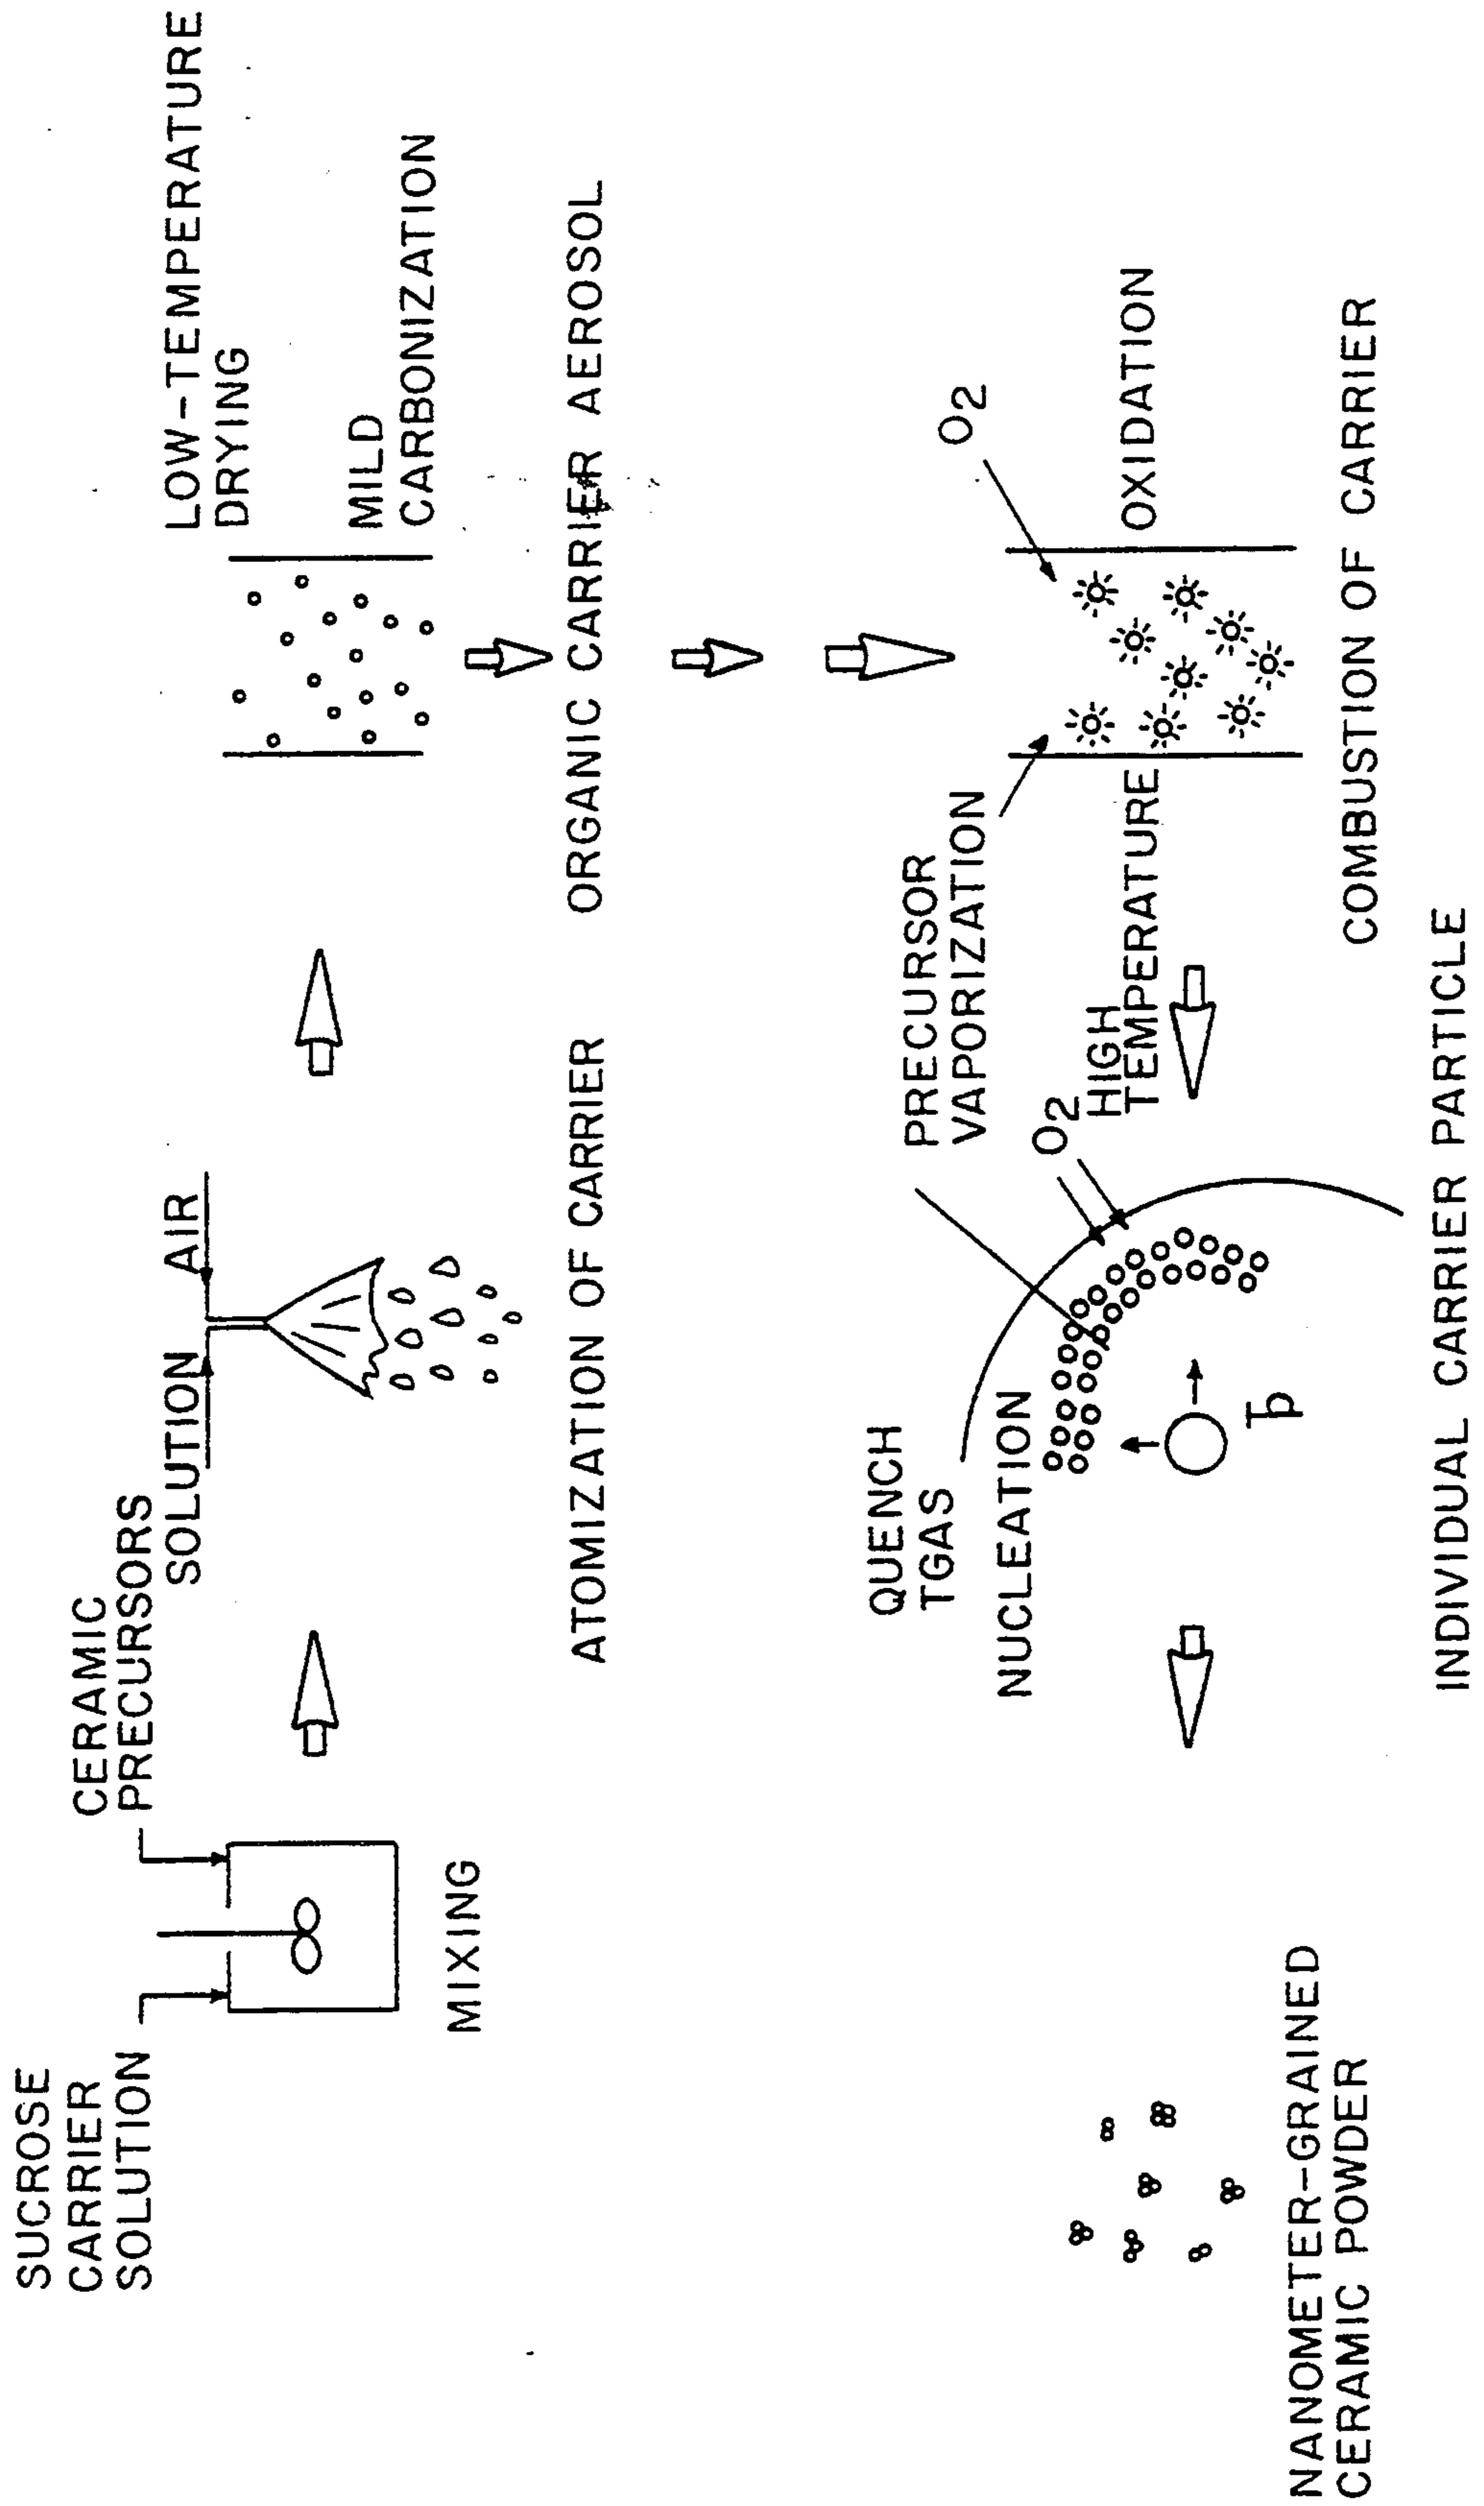 SUCROSE
CARRIER
SOLUTION
CERAMIC
PRECURSORS
MIXING
SOLUTION
AIR
ATOMIZATION OF CARRIER
LOW-TEMPERATURE
DRYING
MILD
CARBONIZATION
ORGANIC CARRIER AEROSOL
O2
OXIDATION
PRECURSOR
VAPORIZATION
HIGH
TEMPERATURE
COMBUSTION OF CARRIER
O2
QUENCH
TGAS
NUCLEATION
Tp
INDIVIDUAL CARRIER PARTICLE
NANOMETER-GRAINED
CERAMIC POWDER